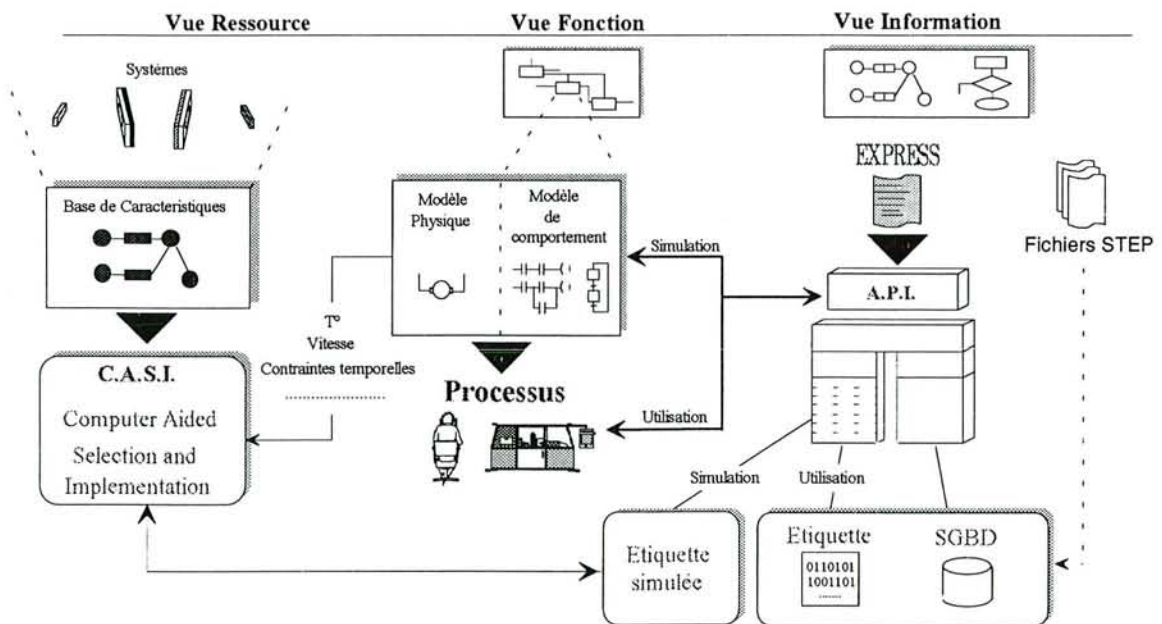 Vue Ressource
Vue Fonction
Vue Information
Systémes
Base de Caracteristiques
C.A.S.I.
Computer Aided
Selection and
Implementation
Modèle
Physique
Modèle
de
comportement
T°
Vitesse
Contraintes temporelles
....................
Processus
Simulation
Utilisation
EXPRESS
Fichiers STEP
A.P.I.
Simulation
Utilisation
Etiquette
simulée
Etiquette
0110101
1001101
......
SGBD